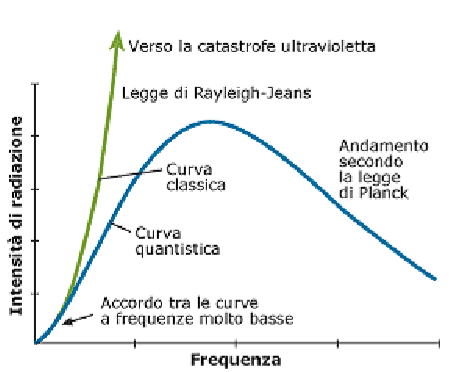 Verso la catastrofe ultravioletta
Legge di Rayleigh-Jeans
Andamento
secondo
la legge
di Planck
Curva
classica
Curva
quantistica
Accordo tra le curve
a frequenze molto basse
Intensità di radiazione
Frequenza